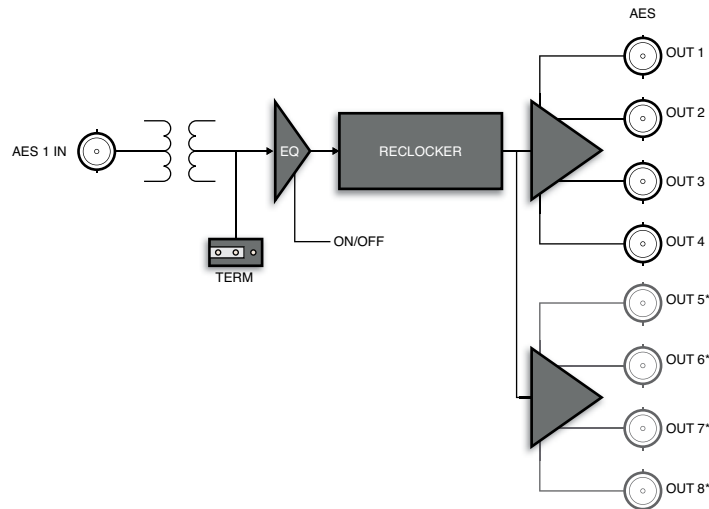 AES
OUT 1
OUT 2
AES 1 IN
EQ
RECLOCKER
OUT 3
ON/OFF
OUT 4
TERM
OUT 5*
OUT 6*
OUT 7*
OUT 8*